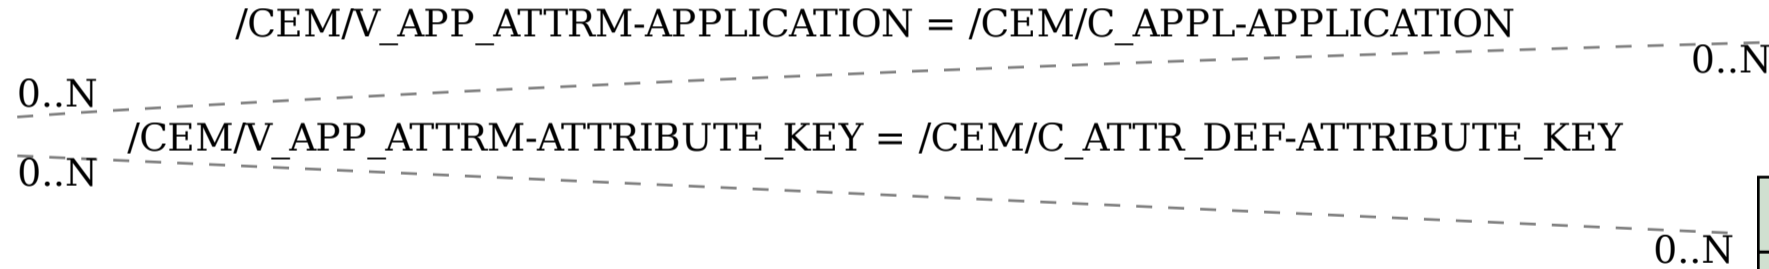 /CEM/V_APP_ATTRM-APPLICATION = /CEM/C_APPL-APPLICATION
0..N
0..N
/CEM/V_APP_ATTRM-ATTRIBUTE_KEY = /CEM/C_ATTR_DEF-ATTRIBUTE_KEY
0..N
0..N